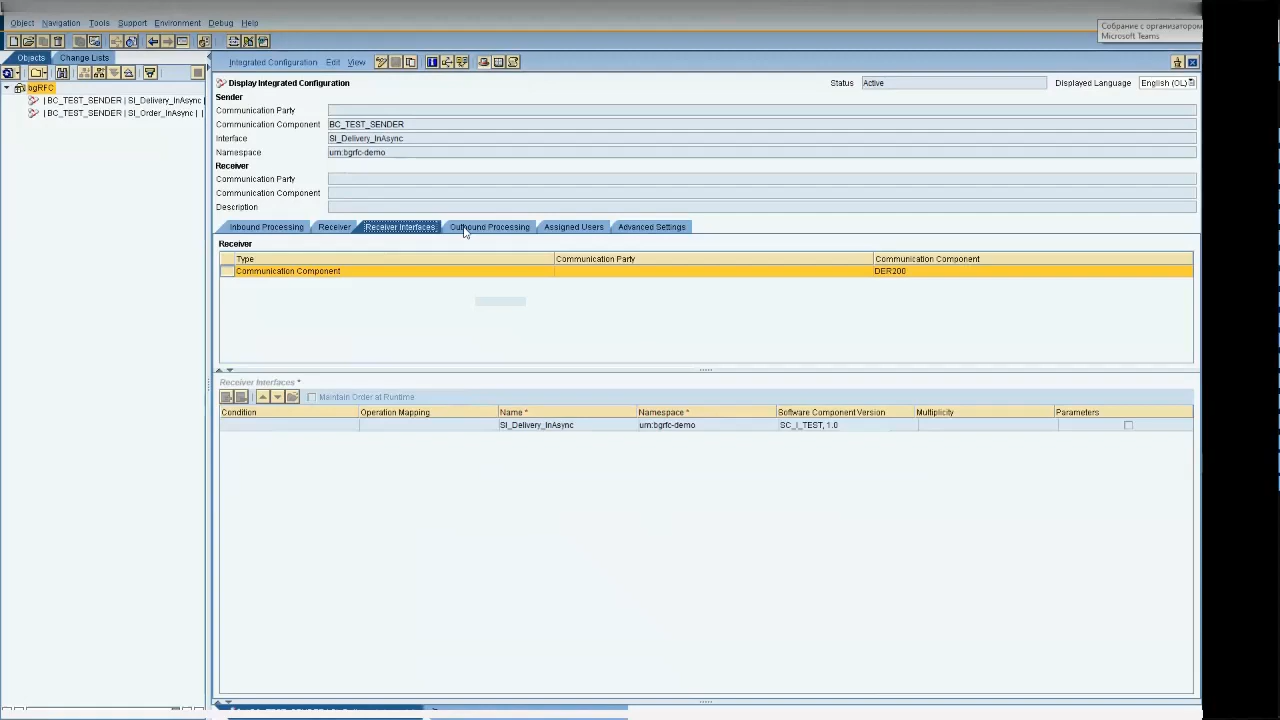 Object Navigation Tools Support Environment Debug Help
Собрание с организатором
Microsoft Teams
Objects Change Lists
bgRFC
| BC_TEST_SENDER | SI_Delivery_InAsync
| BC_TEST_SENDER | SI_Order_InAsync | |
Integrated Configuration Edit View
Display Integrated Configuration Status Active Displayed Language English (OL)
Sender
Communication Party
Communication Component BC_TEST_SENDER
Interface SI_Delivery_InAsync
Namespace urn:bgrfc-demo
Receiver
Communication Party
Communication Component
Description
Inbound Processing Receiver Receiver Interfaces Outbound Processing Assigned Users Advanced Settings
Receiver
Type Communication Party Communication Component
Communication Component DER200
Receiver Interfaces *
Maintain Order at Runtime
Condition Operation Mapping Name * Namespace * Software Component Version Multiplicity Parameters
SI_Delivery_InAsync urn:bgrfc-demo SC_I_TEST, 1.0